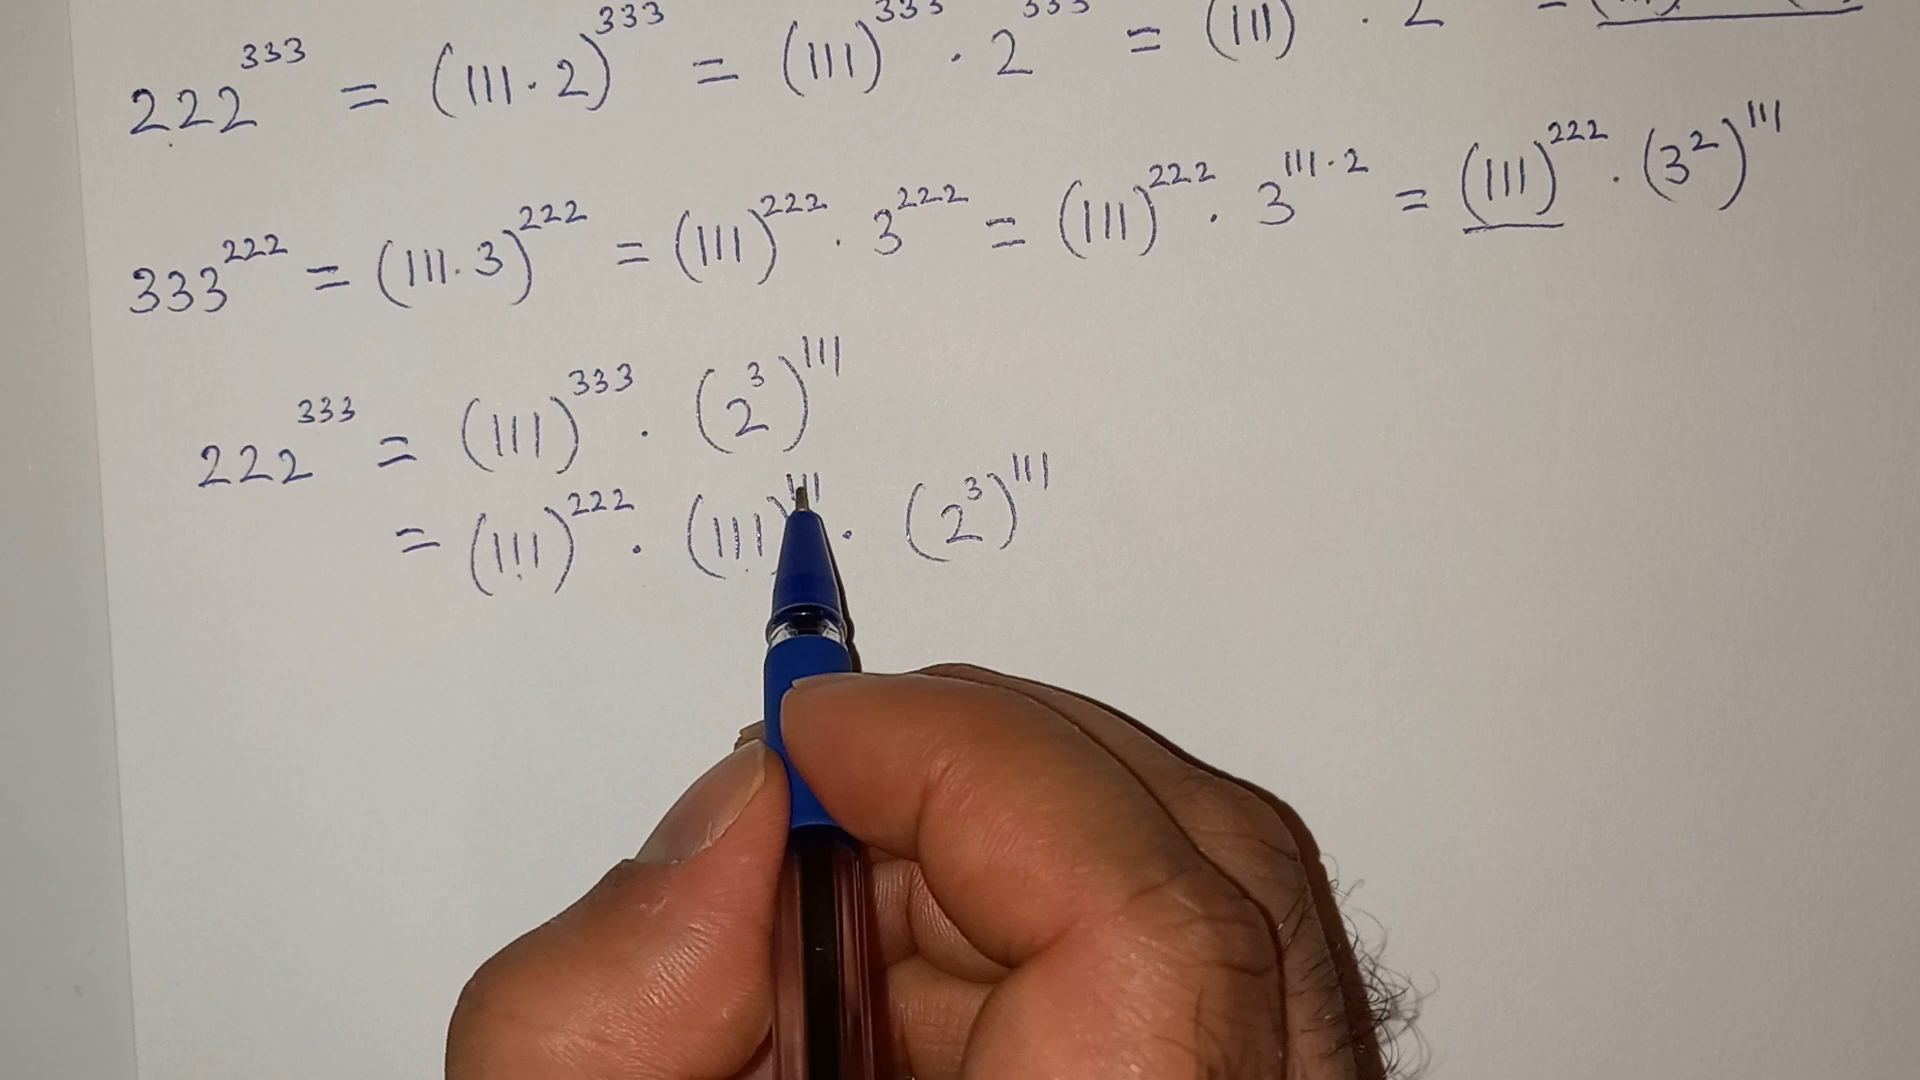 222^333 = (111·2)^333 = (111)^333 · 2^333 = (111) · 2 =
333^222 = (111·3)^222 = (111)^222 · 3^222 = (111)^222 · 3^111·2 = (111)^222 · (3^2)^111
222^333 = (111)^333 · (2^3)^111
= (111)^222 · (111)^111 · (2^3)^111